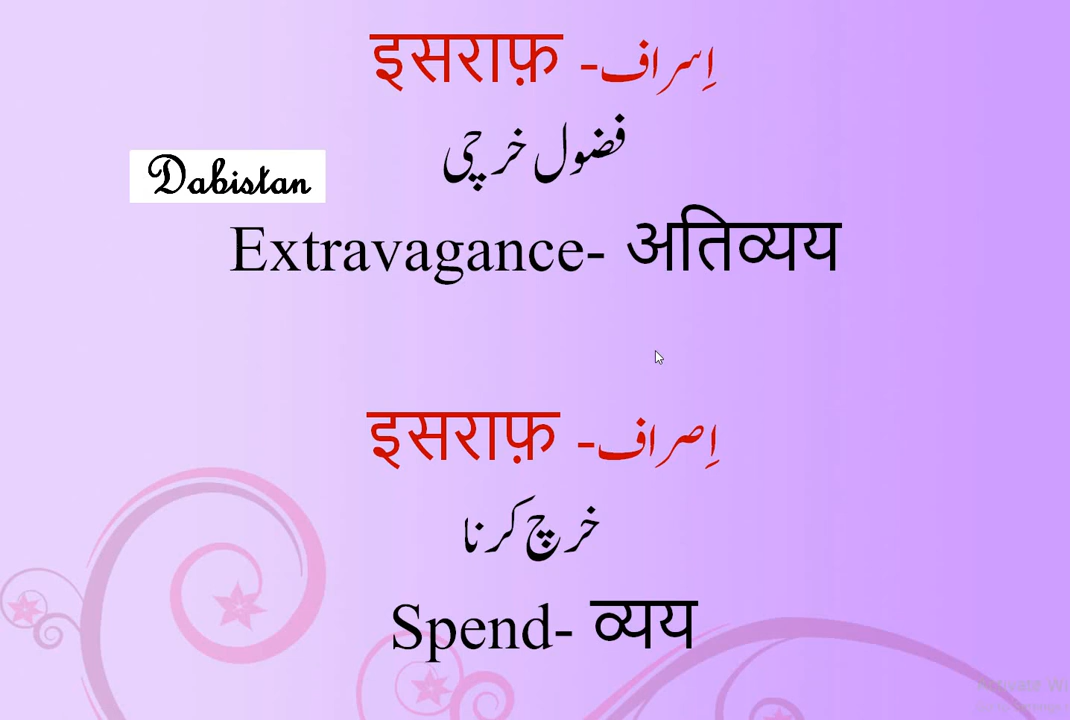 इसराफ़ -اِسراف
فضول خرچی
Dabistan
Extravagance- अतिव्यय
इसराफ़ -اِصراف
خرچ کرنا
Spend- व्यय